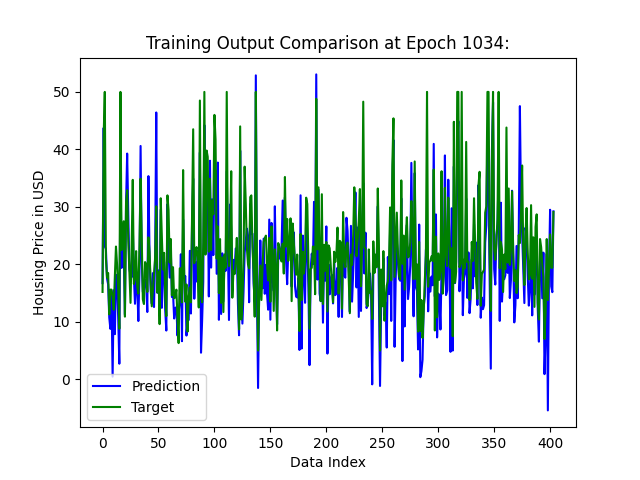 Training Output Comparison at Epoch 1034:
Housing Price in USD
50
40
30
20
10
0
Prediction
Target
0 50 100 150 200 250 300 350 400
Data Index